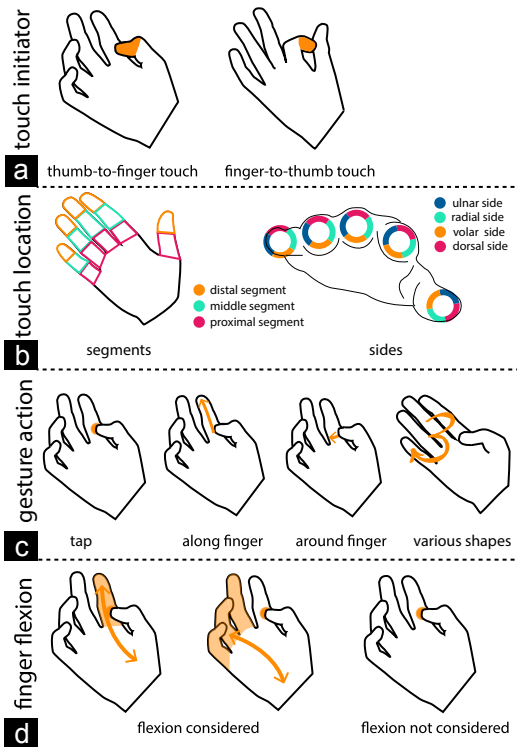 touch initiator
a
thumb-to-finger touch
finger-to-thumb touch
touch location
b
ulnar side
radial side
volar side
dorsal side
distal segment
middle segment
proximal segment
segments
sides
gesture action
c
tap
along finger
around finger
various shapes
finger flexion
d
flexion considered
flexion not considered